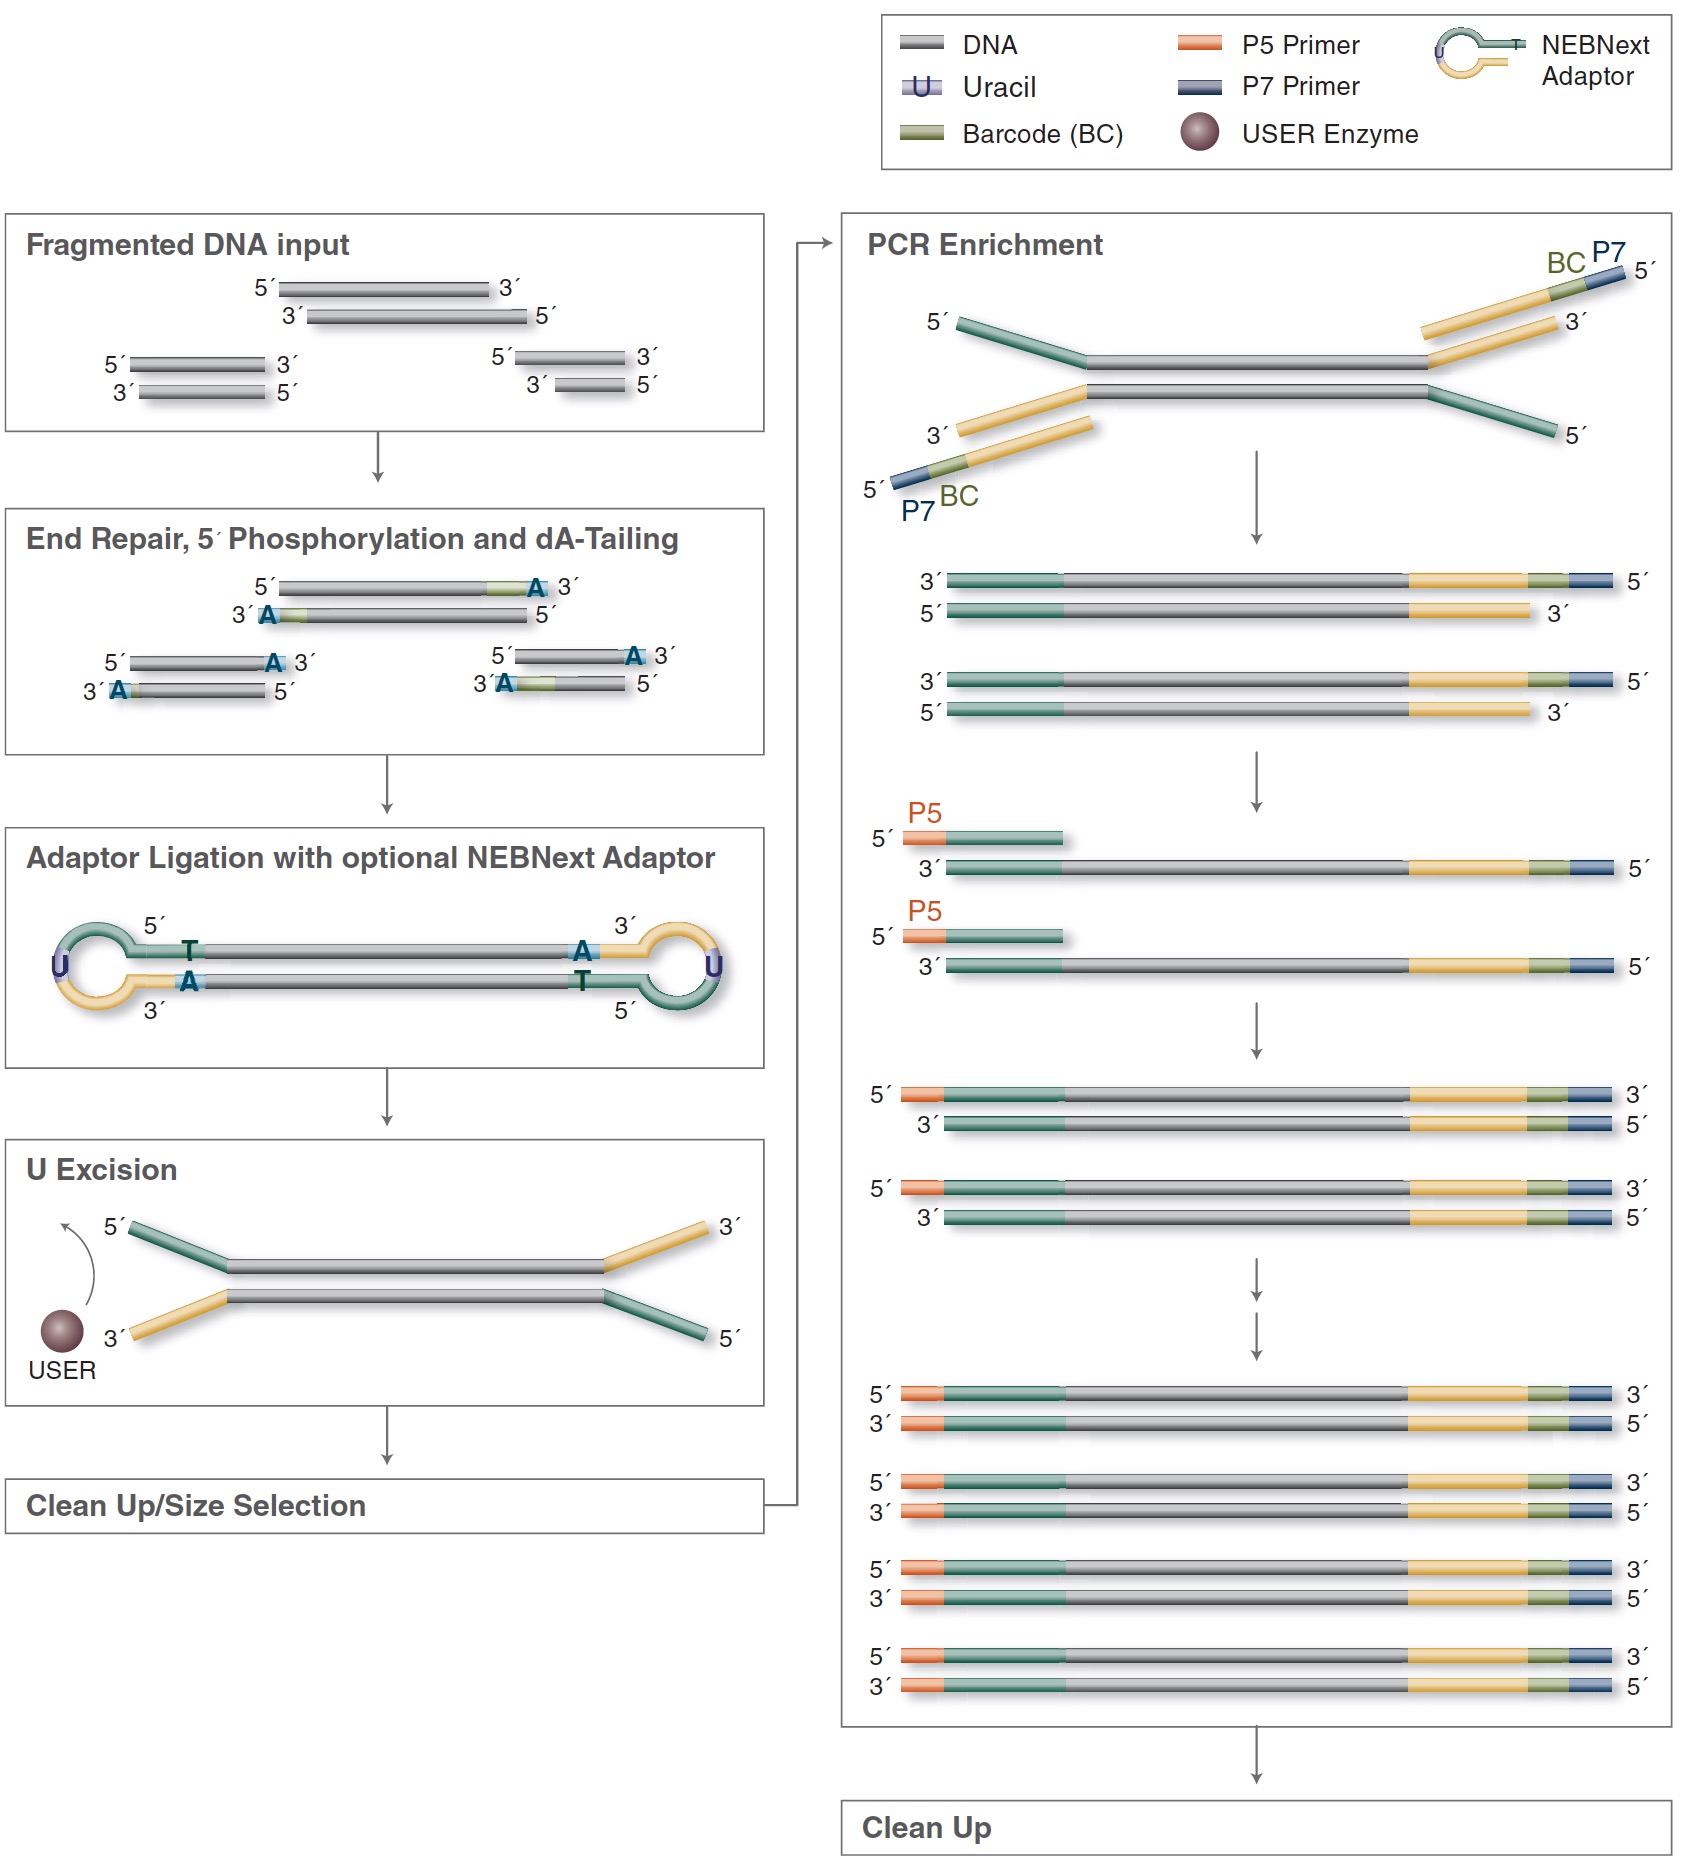 DNA
P5 Primer
NEBNext
Adaptor
U
T
U
Uracil
P7 Primer
Barcode (BC)
USER Enzyme
Fragmented DNA input
5´ 3´
3´ 5´
5´ 3´
3´ 5´
5´ 3´
3´ 5´
End Repair, 5´ Phosphorylation and dA-Tailing
5´ A 3´
3´ A 5´
5´ A 3´
3´ A 5´
5´ A 3´
3´ A 5´
Adaptor Ligation with optional NEBNext Adaptor
5´ 3´
T A
U U
A T
3´ 5´
U Excision
5´ 3´
3´ 5´
USER
Clean Up/Size Selection
PCR Enrichment
BC P7 5´
5´ 3´
3´ 5´
5´
P7 BC
3´ 5´
5´ 3´
3´ 5´
5´ 3´
P5
5´
3´ 5´
P5
5´
3´ 5´
5´ 3´
3´ 5´
5´ 3´
3´ 5´
5´ 3´
3´ 5´
5´ 3´
3´ 5´
5´ 3´
3´ 5´
5´ 3´
3´ 5´
Clean Up